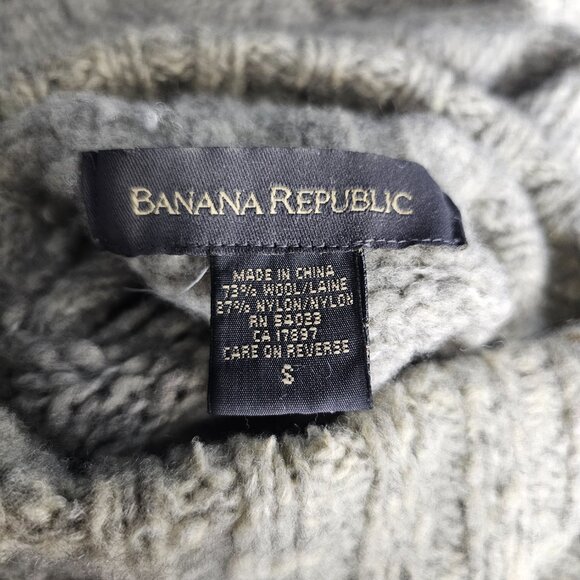 BANANA REPUBLIC
MADE IN CHINA
73% WOOL/LAINE
27% NYLON/NYLON
RN 54023
CA 17897
CARE ON REVERSE
S